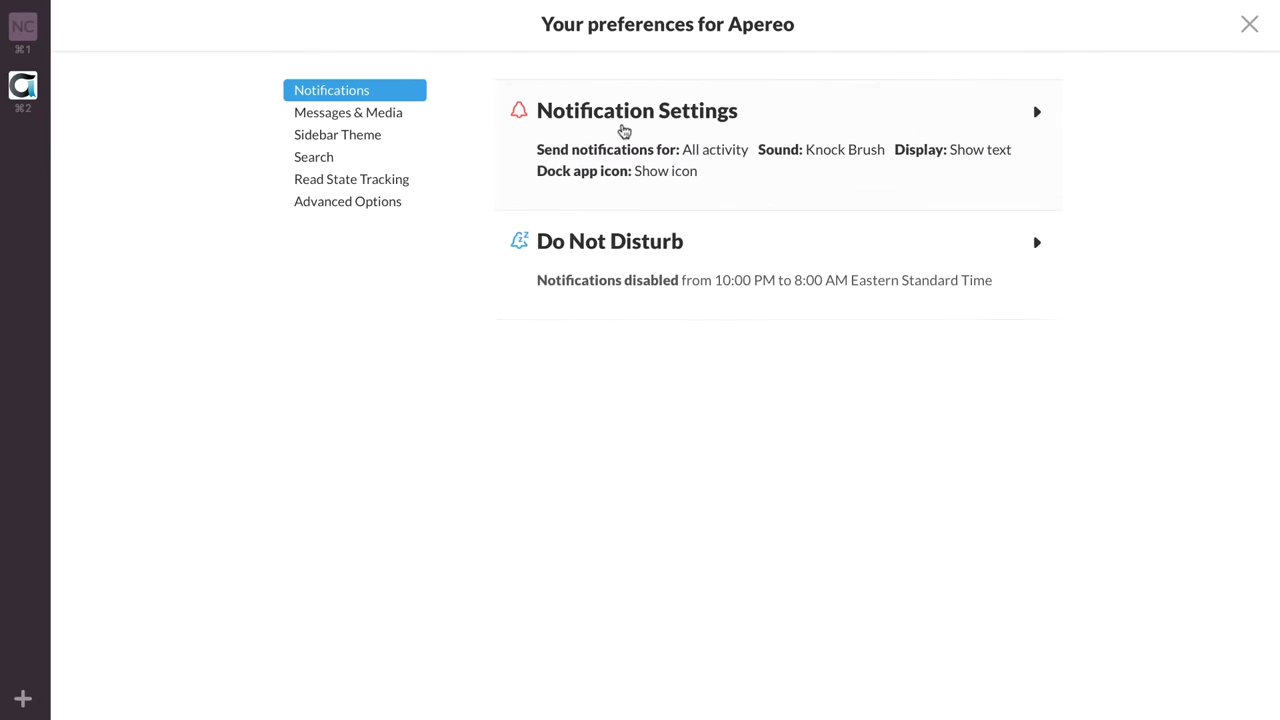 Your preferences for Apereo
NC
⌘1
⌘2
Notifications
Messages & Media
Sidebar Theme
Search
Read State Tracking
Advanced Options
Notification Settings
Send notifications for: All activity Sound: Knock Brush Display: Show text
Dock app icon: Show icon
Do Not Disturb
Notifications disabled from 10:00 PM to 8:00 AM Eastern Standard Time